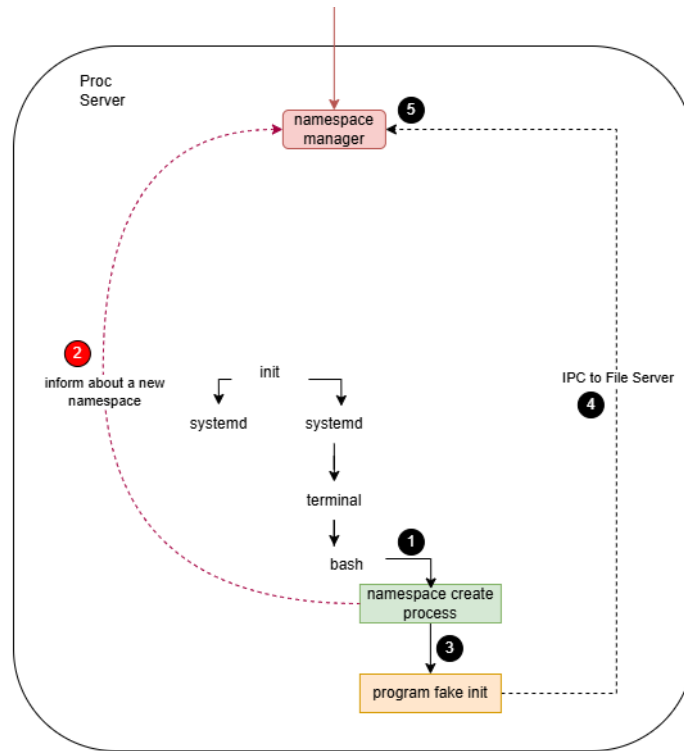 Proc
Server
5
namespace
manager
2
inform about a new
namespace
init
systemd
systemd
IPC to File Server
4
terminal
1
bash
namespace create
process
3
program fake init